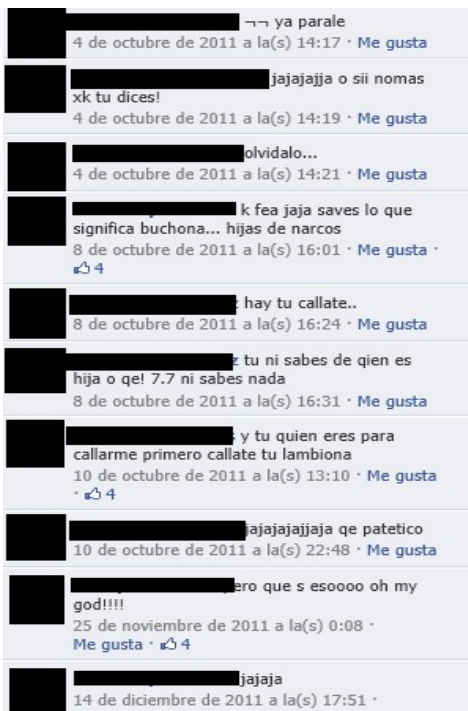 ¬¬ ya parale
4 de octubre de 2011 a la(s) 14:17 · Me gusta
jajajajja o sii nomas
xk tu dices!
4 de octubre de 2011 a la(s) 14:19 · Me gusta
olvidalo...
4 de octubre de 2011 a la(s) 14:21 · Me gusta
k fea jaja saves lo que
significa buchona... hijas de narcos
8 de octubre de 2011 a la(s) 16:01 · Me gusta ·
4
hay tu callate..
8 de octubre de 2011 a la(s) 16:24 · Me gusta
tu ni sabes de qien es
hija o qe! 7.7 ni sabes nada
8 de octubre de 2011 a la(s) 16:31 · Me gusta
y tu quien eres para
callarme primero callate tu lambiona
10 de octubre de 2011 a la(s) 13:10 · Me gusta
· 4
jajajajajjaja qe patetico
10 de octubre de 2011 a la(s) 22:48 · Me gusta
ero que s esoooo oh my
god!!!!
25 de noviembre de 2011 a la(s) 0:08 ·
Me gusta · 4
jajaja
14 de diciembre de 2011 a la(s) 17:51 ·